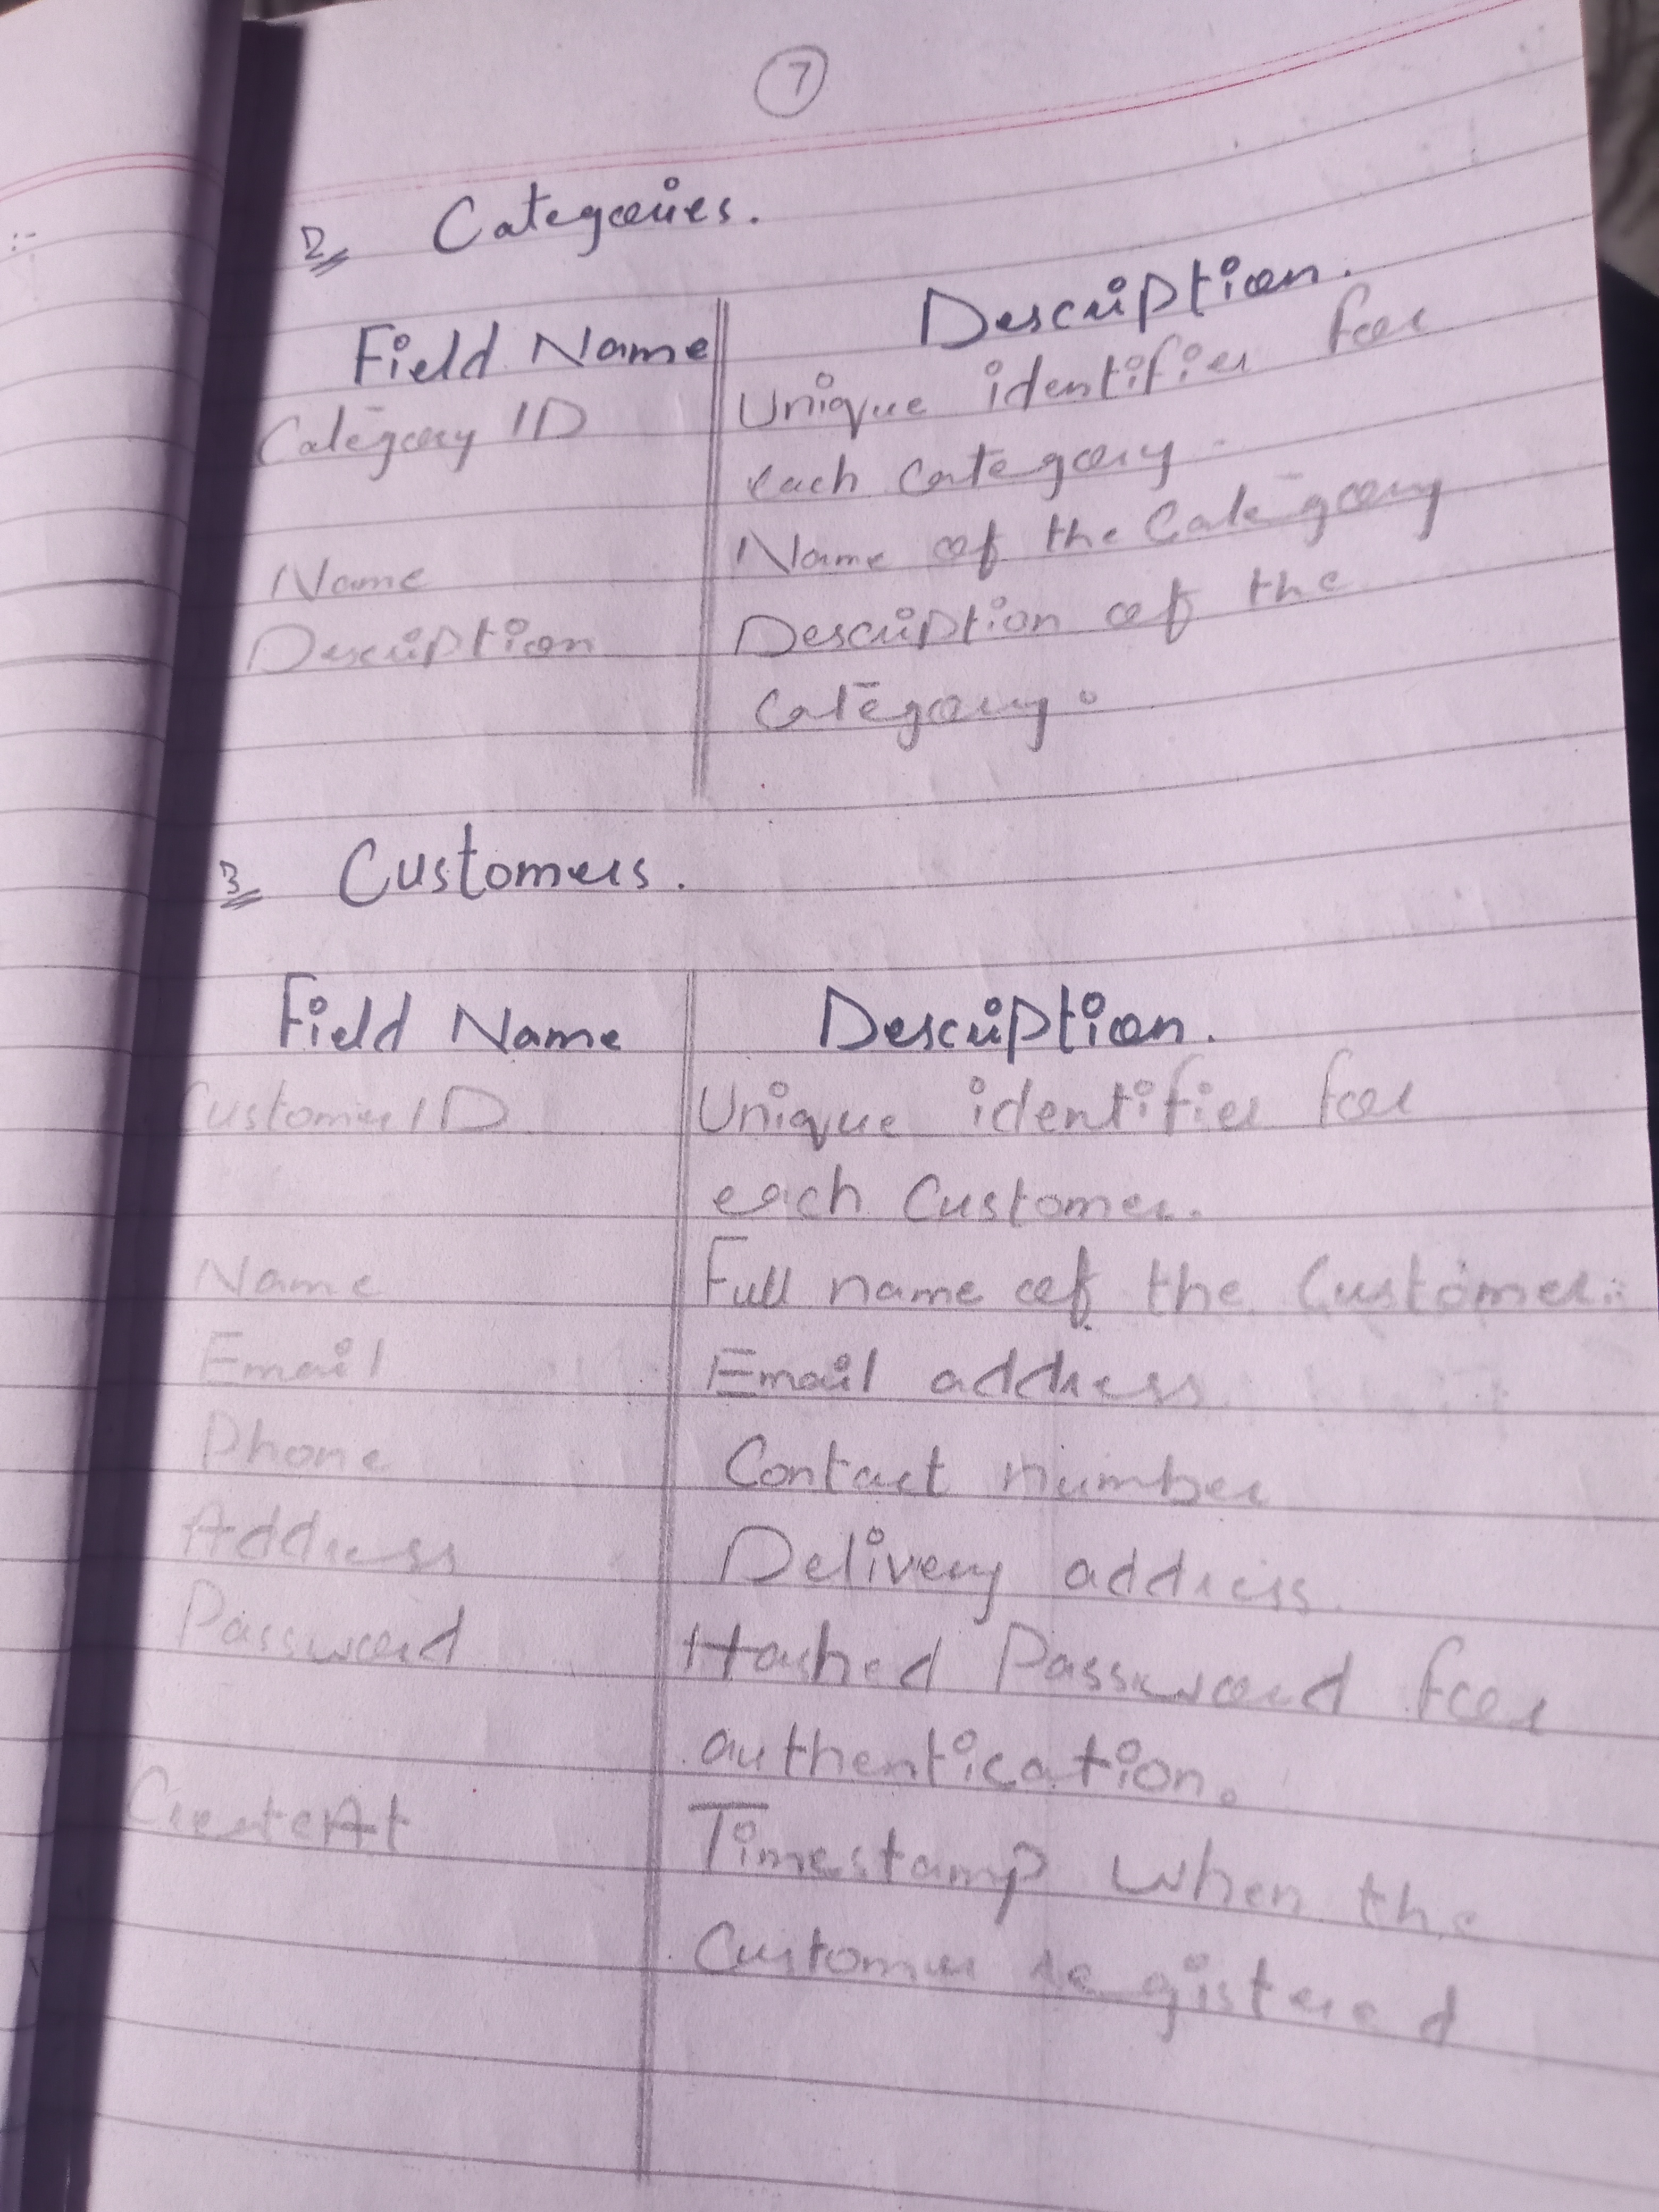 7
2 Categories.
Field Name Description.
Category ID Unique identifier for
each category.
Name Name of the Category
Description Description of the
category.
3 Customers.
Field Name Description.
Customer ID Unique identifier for
each Customer.
Name Full name of the Customer.
Email Email address.
Phone Contact number
Address Delivery address.
Password Hashed Password for
authentication.
CreateAt Timestamp when the
Customer registered